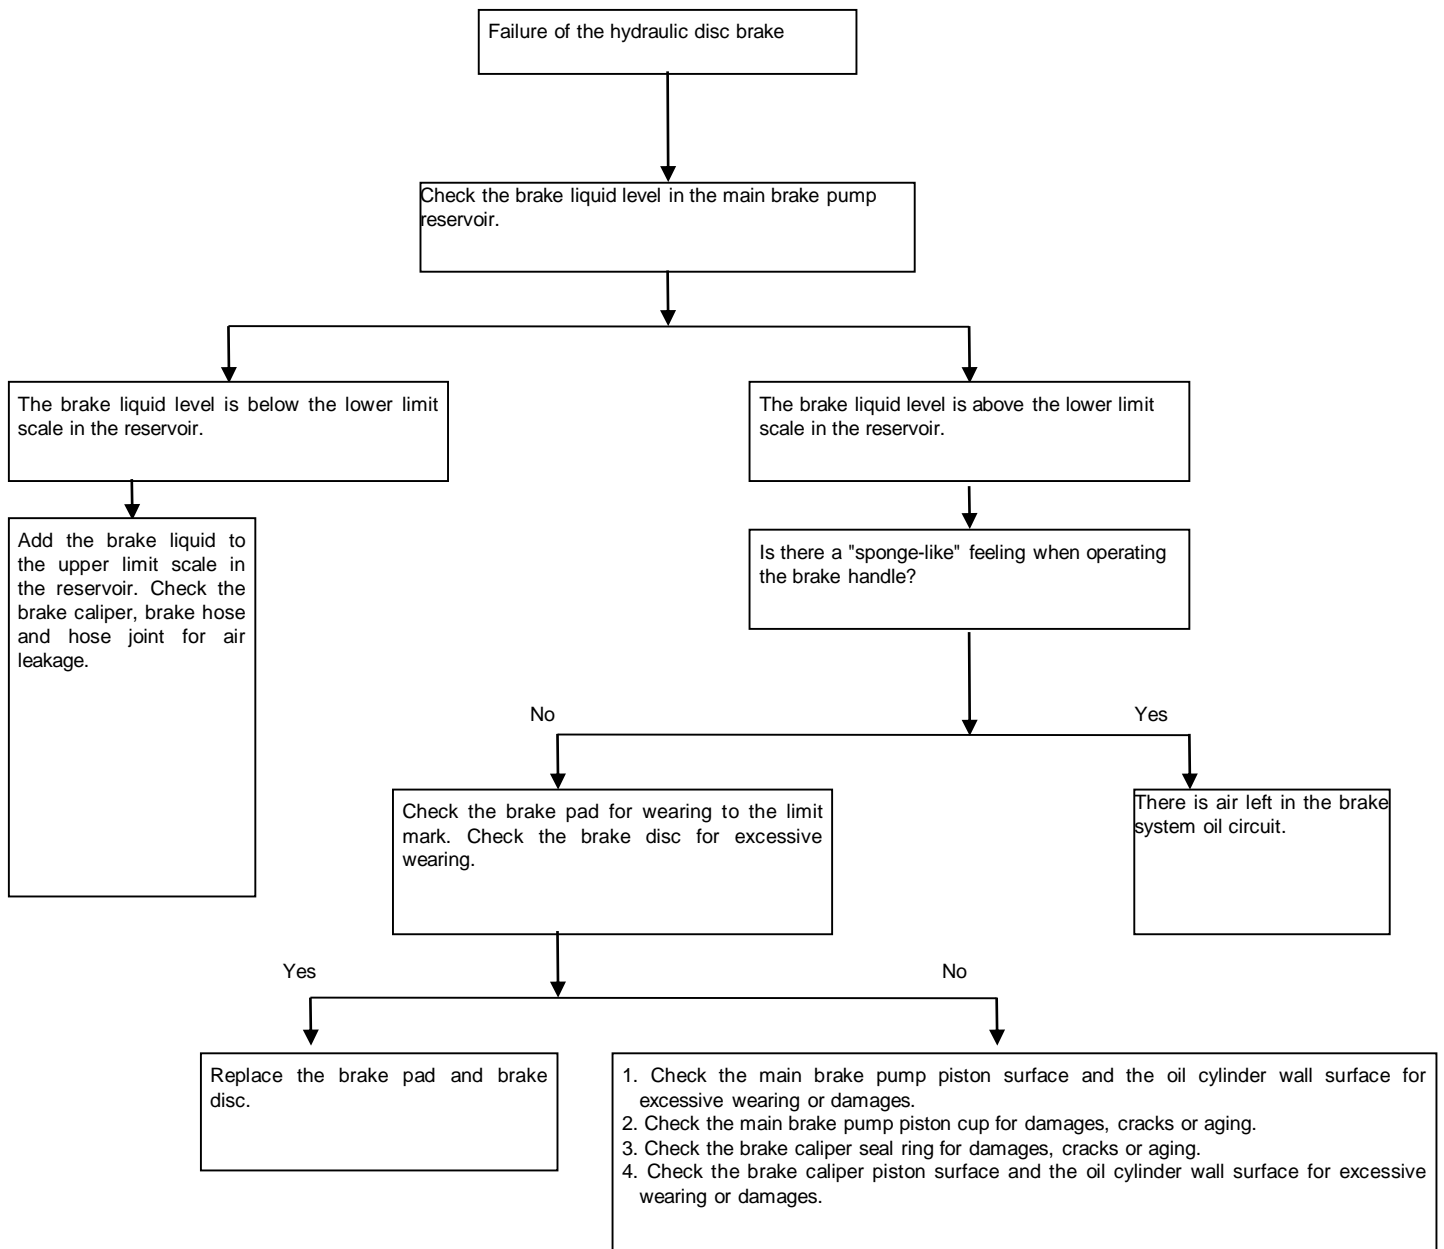 Failure of the hydraulic disc brake
Check the brake liquid level in the main brake pump
reservoir.
The brake liquid level is below the lower limit
scale in the reservoir.
The brake liquid level is above the lower limit
scale in the reservoir.
Add the brake liquid to
the upper limit scale in
the reservoir. Check the
brake caliper, brake hose
and hose joint for air
leakage.
Is there a "sponge-like" feeling when operating
the brake handle?
No
Yes
Check the brake pad for wearing to the limit
mark. Check the brake disc for excessive
wearing.
There is air left in the brake
system oil circuit.
Yes
No
Replace the brake pad and brake
disc.
1. Check the main brake pump piston surface and the oil cylinder wall surface for
excessive wearing or damages.
2. Check the main brake pump piston cup for damages, cracks or aging.
3. Check the brake caliper seal ring for damages, cracks or aging.
4. Check the brake caliper piston surface and the oil cylinder wall surface for excessive
wearing or damages.